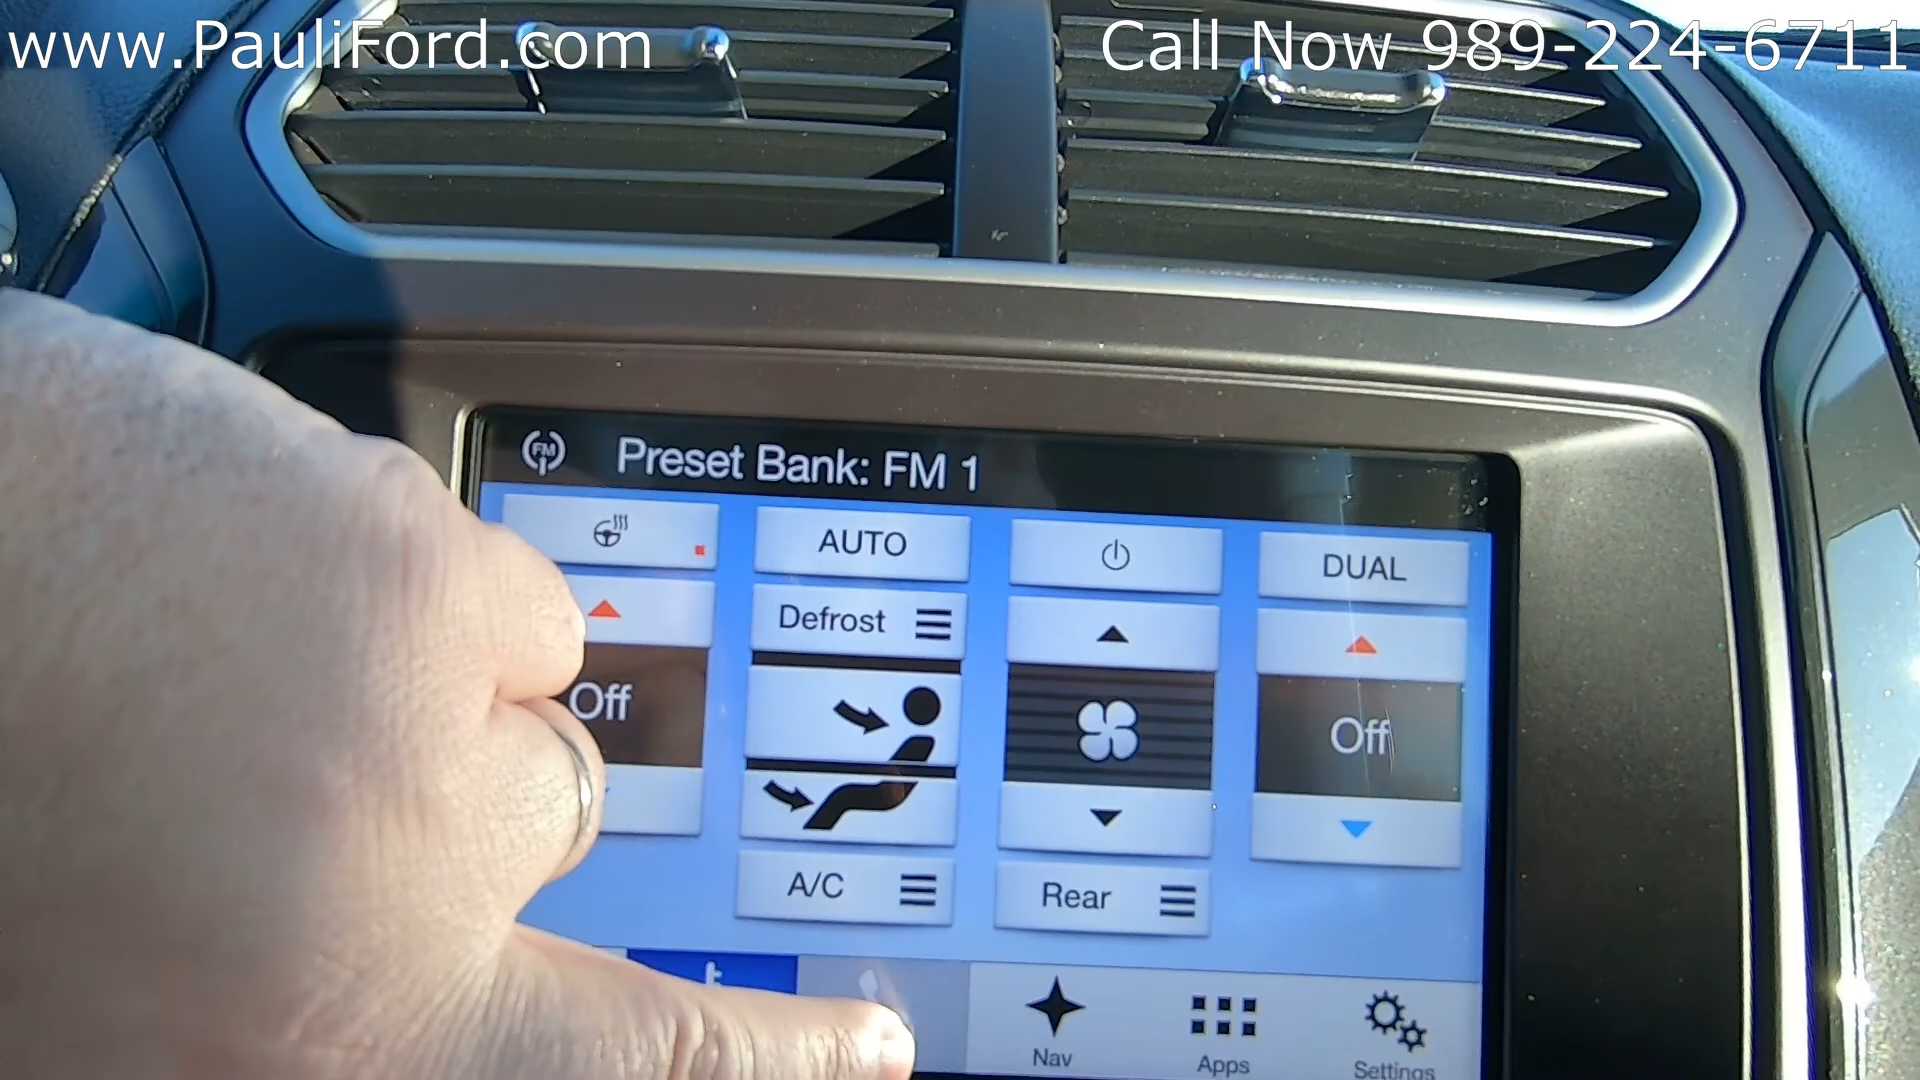 www.PauliFord.com
Call Now 989-224-6711
FM Preset Bank: FM 1
AUTO
DUAL
Defrost
Off
Off
A/C
Rear
Nav
Apps
Settings